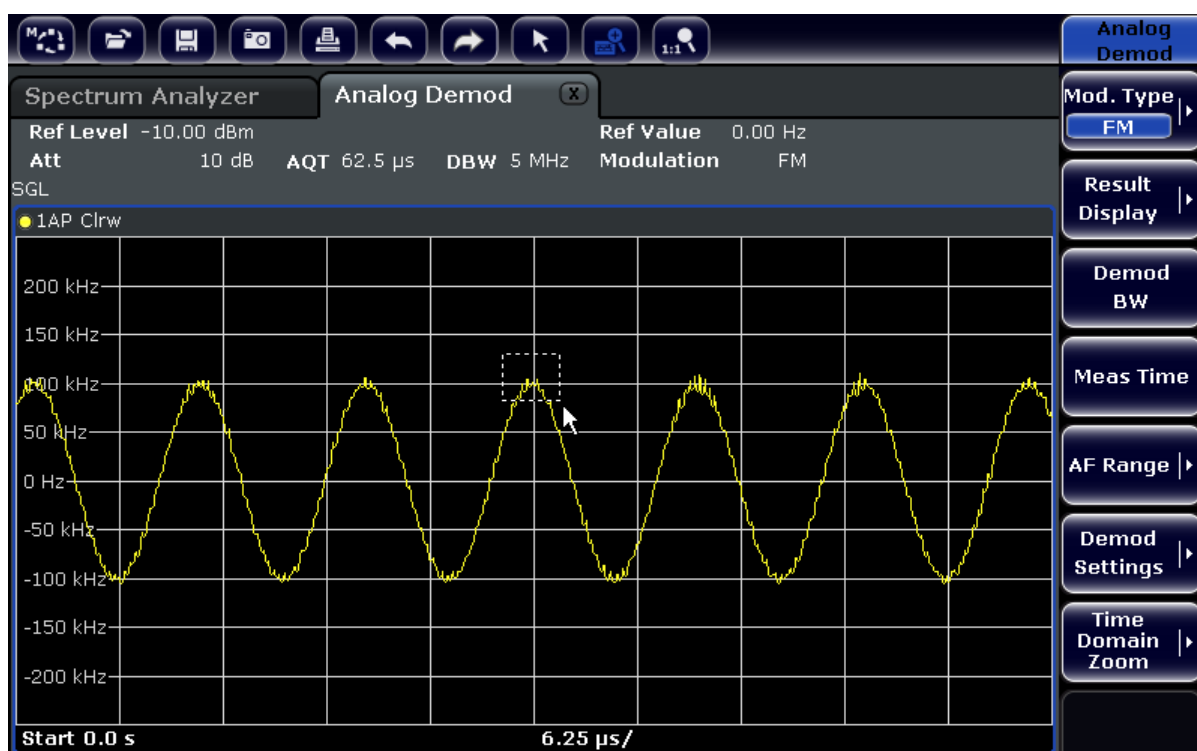 M
1:1
Analog
Demod
Spectrum Analyzer
Analog Demod
X
Ref Level -10.00 dBm
Ref Value 0.00 Hz
Att 10 dB AQT 62.5 µs DBW 5 MHz Modulation FM
SGL
1AP Clrw
200 kHz
150 kHz
100 kHz
50 kHz
0 Hz
-50 kHz
-100 kHz
-150 kHz
-200 kHz
Start 0.0 s
6.25 µs/
Mod. Type
FM
Result
Display
Demod
BW
Meas Time
AF Range
Demod
Settings
Time
Domain
Zoom